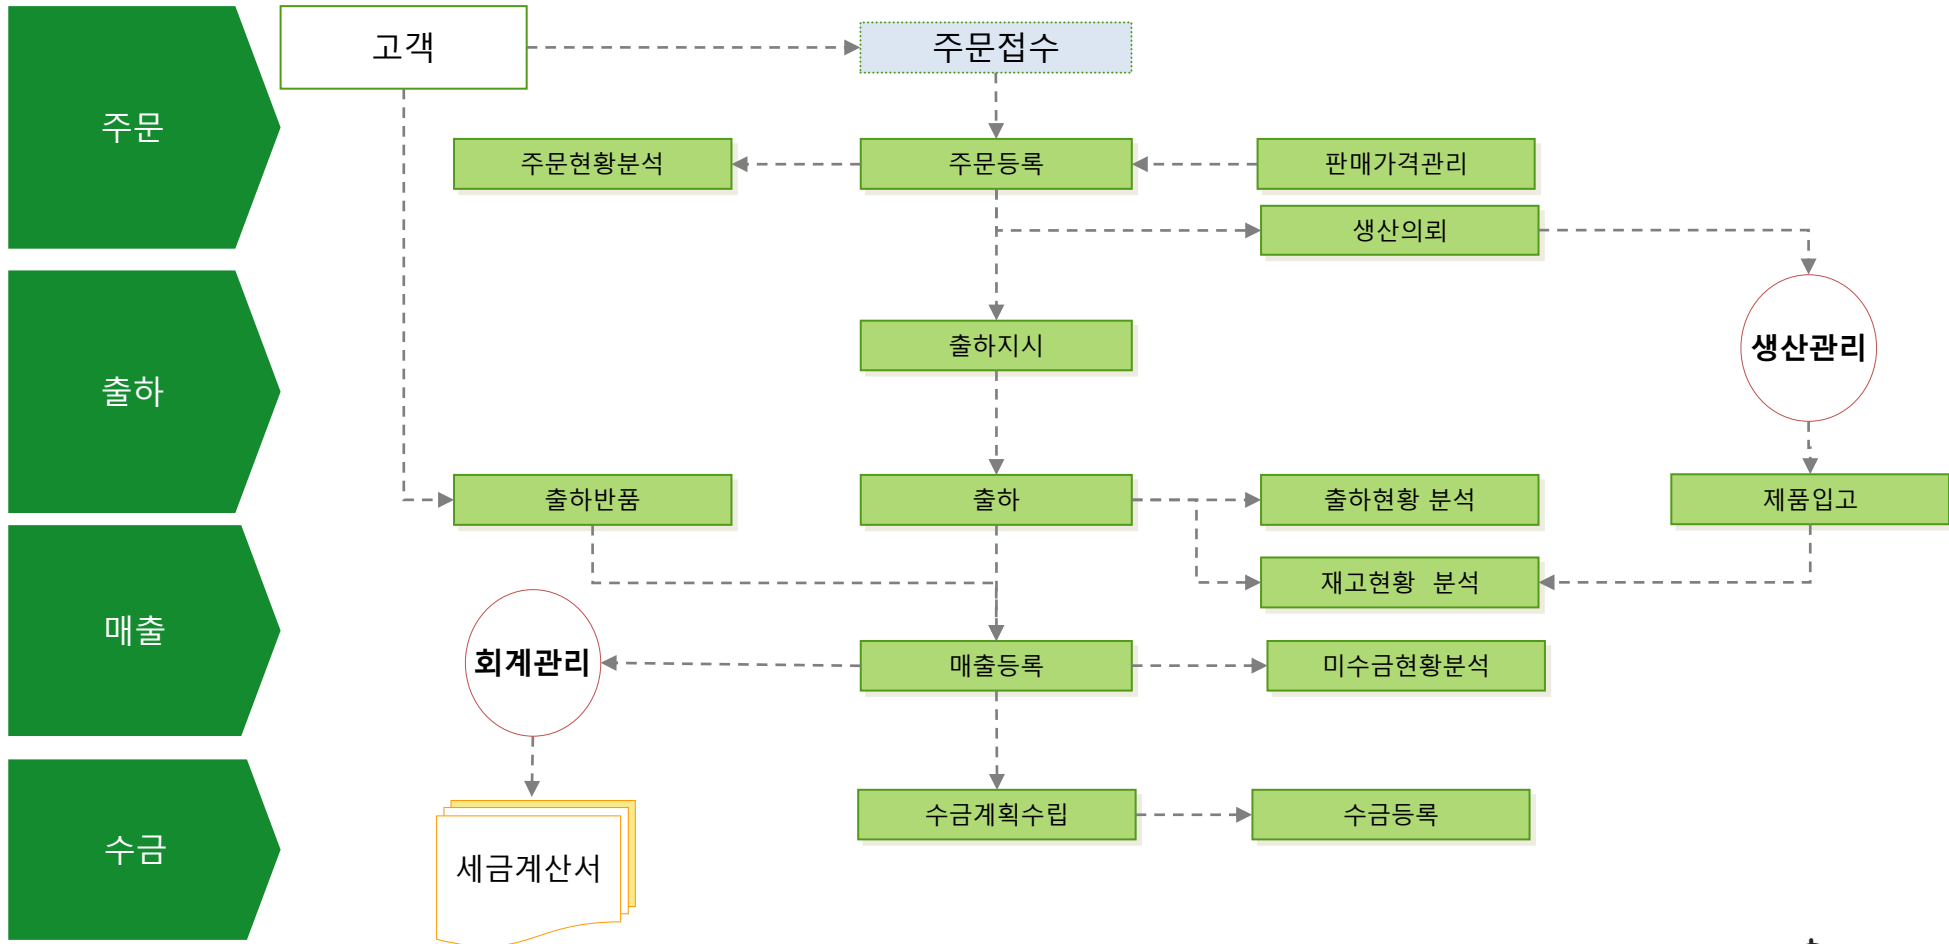 고객
주문접수
주문
주문현황분석
주문등록
판매가격관리
생산의뢰
출하지시
생산관리
출하
출하반품
출하
출하현황 분석
제품입고
재고현황 분석
매출
회계관리
매출등록
미수금현황분석
수금계획수립
수금등록
수금
세금계산서